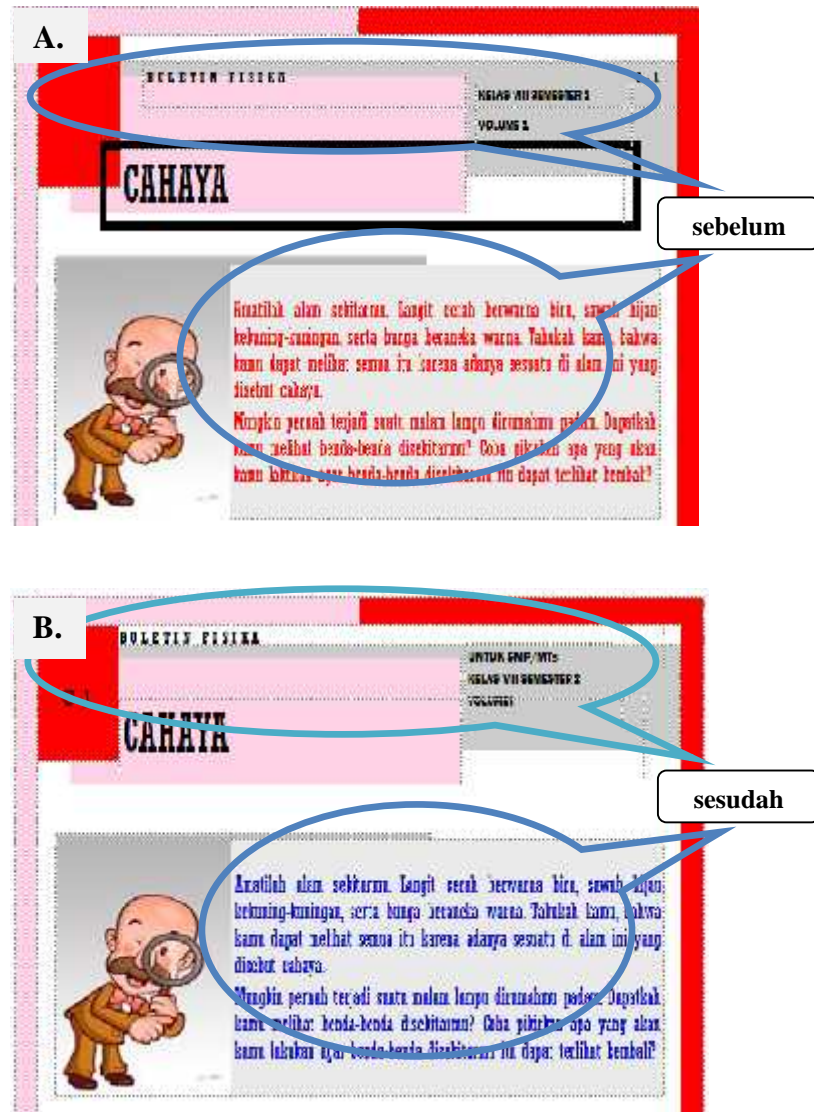 A.
BULETIN FISIKA
KELAS VIII SEMESTER 2
VOLUME 1
CAHAYA
sebelum
Amatilah alam sekitarmu. Langit cerah berwarna biru, sawah hijau
kekuning-kuningan, serta bunga beraneka warna. Tahukah kamu, bahwa
kamu dapat melihat semua itu karena adanya sesuatu di alam ini yang
disebut cahaya.
Mungkin pernah terjadi suatu malam lampu dirumahmu padam. Dapatkah
kamu melihat benda-benda disekitarmu? Coba pikirkan apa yang akan
kamu lakukan agar benda-benda disekitarmu itu dapat terlihat kembali?
B.
BULETIN FISIKA
UNTUK SMP/MTs
KELAS VIII SEMESTER 2
CAHAYA
sesudah
Amatilah alam sekitarmu. Langit cerah berwarna biru, sawah hijau
kekuning-kuningan, serta bunga beraneka warna. Tahukah kamu, bahwa
kamu dapat melihat semua itu karena adanya sesuatu di alam ini yang
disebut cahaya.
Mungkin pernah terjadi suatu malam lampu dirumahmu padam. Dapatkah
kamu melihat benda-benda disekitarmu? Coba pikirkan apa yang akan
kamu lakukan agar benda-benda disekitarmu itu dapat terlihat kembali?